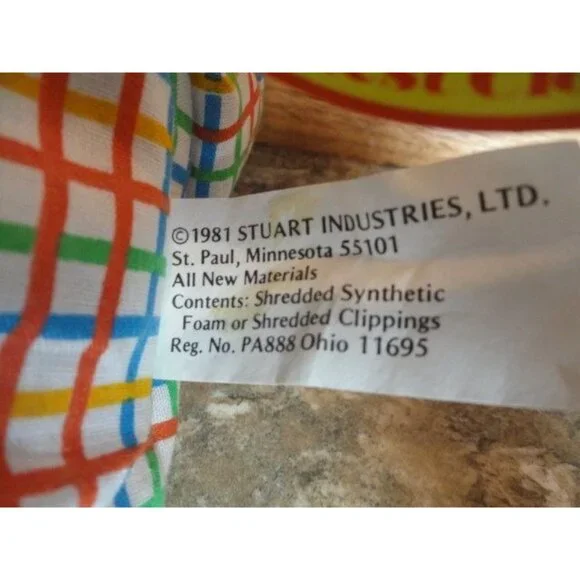 ©1981 STUART INDUSTRIES, LTD.
St. Paul, Minnesota 55101
All New Materials
Contents: Shredded Synthetic
Foam or Shredded Clippings
Reg. No. PA888 Ohio 11695